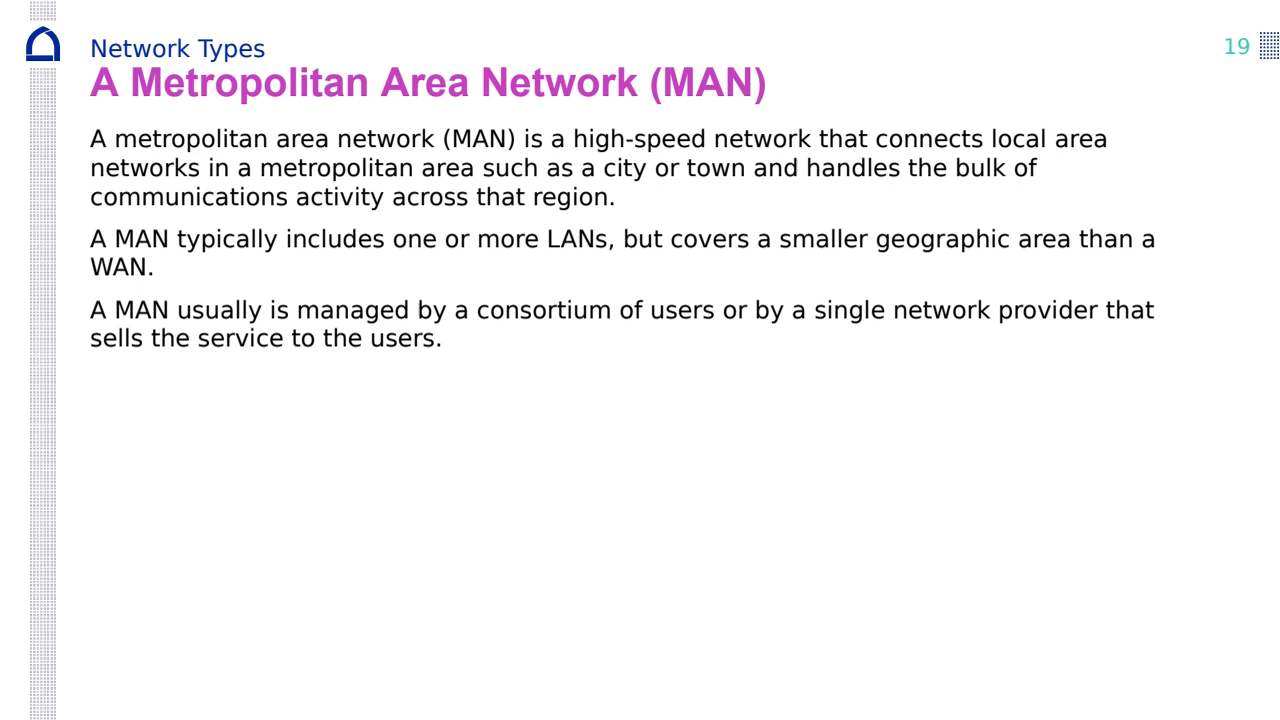 Network Types
19
A Metropolitan Area Network (MAN)
A metropolitan area network (MAN) is a high-speed network that connects local area
networks in a metropolitan area such as a city or town and handles the bulk of
communications activity across that region.
A MAN typically includes one or more LANs, but covers a smaller geographic area than a
WAN.
A MAN usually is managed by a consortium of users or by a single network provider that
sells the service to the users.